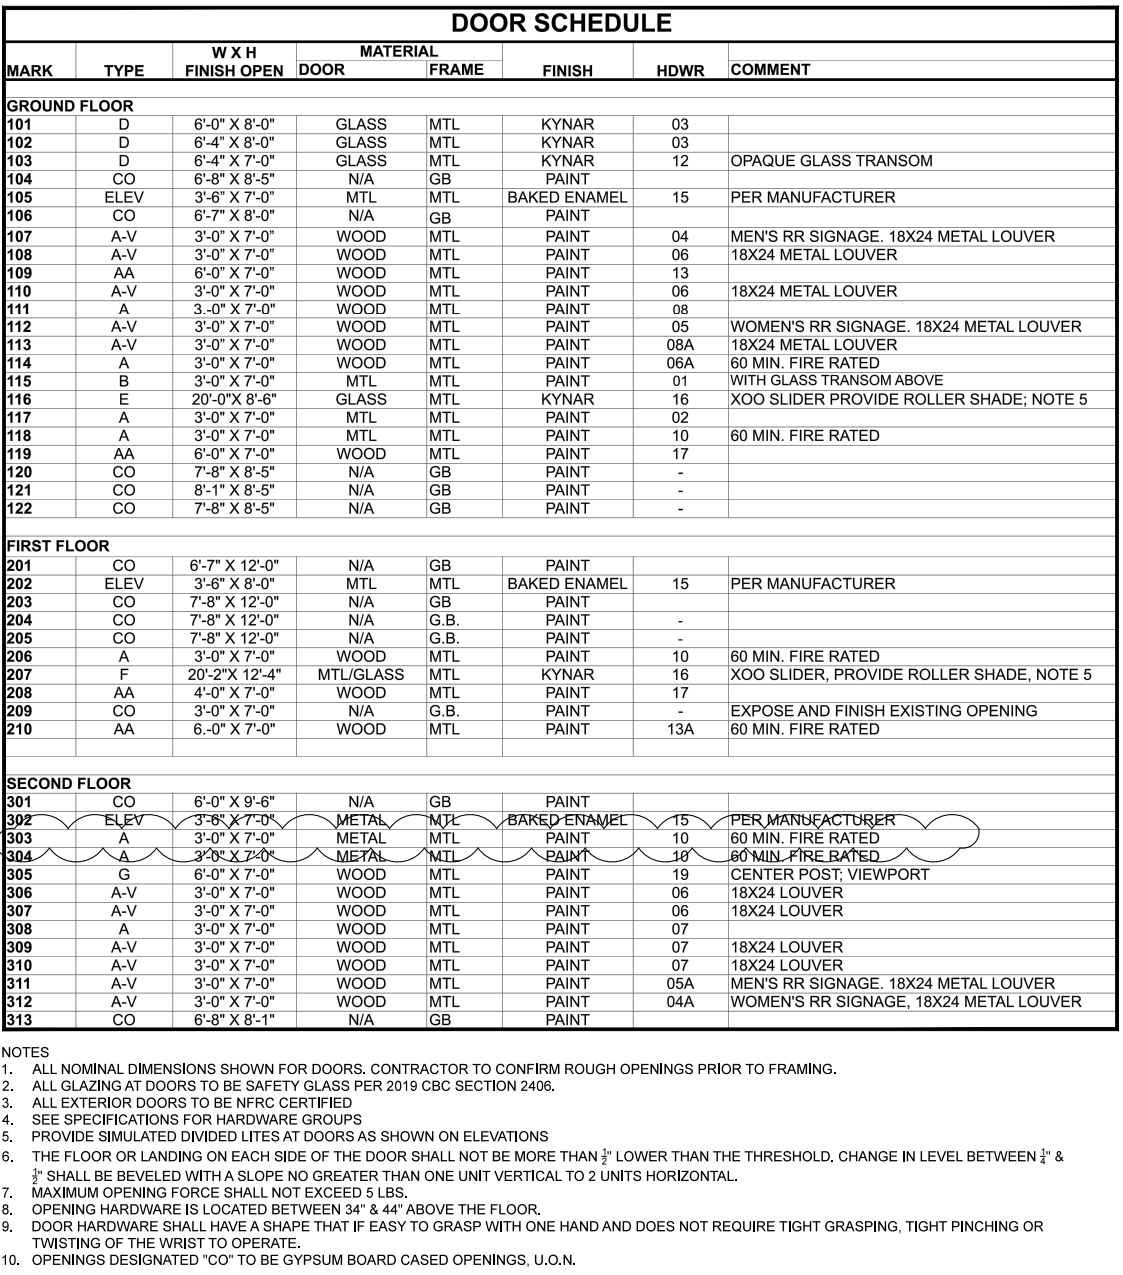 DOOR SCHEDULE
W X H MATERIAL
MARK TYPE FINISH OPEN DOOR FRAME FINISH HDWR COMMENT
GROUND FLOOR
101 D 6'-0" X 8'-0" GLASS MTL KYNAR 03
102 D 6'-4" X 8'-0" GLASS MTL KYNAR 03
103 D 6'-4" X 7'-0" GLASS MTL KYNAR 12 OPAQUE GLASS TRANSOM
104 CO 6'-8" X 8'-5" N/A GB PAINT
105 ELEV 3'-6" X 7'-0" MTL MTL BAKED ENAMEL 15 PER MANUFACTURER
106 CO 6'-7" X 8'-0" N/A GB PAINT
107 A-V 3'-0" X 7'-0" WOOD MTL PAINT 04 MEN'S RR SIGNAGE. 18X24 METAL LOUVER
108 A-V 3'-0" X 7'-0" WOOD MTL PAINT 06 18X24 METAL LOUVER
109 AA 6'-0" X 7'-0" WOOD MTL PAINT 13
110 A-V 3'-0" X 7'-0" WOOD MTL PAINT 06 18X24 METAL LOUVER
111 A 3.-0" X 7'-0" WOOD MTL PAINT 08
112 A-V 3'-0" X 7'-0" WOOD MTL PAINT 05 WOMEN'S RR SIGNAGE. 18X24 METAL LOUVER
113 A-V 3'-0" X 7'-0" WOOD MTL PAINT 08A 18X24 METAL LOUVER
114 A 3'-0" X 7'-0" WOOD MTL PAINT 06A 60 MIN. FIRE RATED
115 B 3'-0" X 7'-0" MTL MTL PAINT 01 WITH GLASS TRANSOM ABOVE
116 E 20'-0"X 8'-6" GLASS MTL KYNAR 16 XOO SLIDER PROVIDE ROLLER SHADE; NOTE 5
117 A 3'-0" X 7'-0" MTL MTL PAINT 02
118 A 3'-0" X 7'-0" MTL MTL PAINT 10 60 MIN. FIRE RATED
119 AA 6'-0" X 7'-0" WOOD MTL PAINT 17
120 CO 7'-8" X 8'-5" N/A GB PAINT -
121 CO 8'-1" X 8'-5" N/A GB PAINT -
122 CO 7'-8" X 8'-5" N/A GB PAINT -
FIRST FLOOR
201 CO 6'-7" X 12'-0" N/A GB PAINT
202 ELEV 3'-6" X 8'-0" MTL MTL BAKED ENAMEL 15 PER MANUFACTURER
203 CO 7'-8" X 12'-0" N/A GB PAINT
204 CO 7'-8" X 12'-0" N/A G.B. PAINT -
205 CO 7'-8" X 12'-0" N/A G.B. PAINT -
206 A 3'-0" X 7'-0" WOOD MTL PAINT 10 60 MIN. FIRE RATED
207 F 20'-2"X 12'-4" MTL/GLASS MTL KYNAR 16 XOO SLIDER, PROVIDE ROLLER SHADE, NOTE 5
208 AA 4'-0" X 7'-0" WOOD MTL PAINT 17
209 CO 3'-0" X 7'-0" N/A G.B. PAINT - EXPOSE AND FINISH EXISTING OPENING
210 AA 6.-0" X 7'-0" WOOD MTL PAINT 13A 60 MIN. FIRE RATED
SECOND FLOOR
301 CO 6'-0" X 9'-6" N/A GB PAINT
302 ELEV 3'-6" X 7'-0" METAL MTL BAKED ENAMEL 15 PER MANUFACTURER
303 A 3'-0" X 7'-0" METAL MTL PAINT 10 60 MIN. FIRE RATED
304 A 3'-0" X 7'-0" METAL MTL PAINT 10 60 MIN. FIRE RATED
305 G 6'-0" X 7'-0" WOOD MTL PAINT 19 CENTER POST; VIEWPORT
306 A-V 3'-0" X 7'-0" WOOD MTL PAINT 06 18X24 LOUVER
307 A-V 3'-0" X 7'-0" WOOD MTL PAINT 06 18X24 LOUVER
308 A 3'-0" X 7'-0" WOOD MTL PAINT 07
309 A-V 3'-0" X 7'-0" WOOD MTL PAINT 07 18X24 LOUVER
310 A-V 3'-0" X 7'-0" WOOD MTL PAINT 07 18X24 LOUVER
311 A-V 3'-0" X 7'-0" WOOD MTL PAINT 05A MEN'S RR SIGNAGE. 18X24 METAL LOUVER
312 A-V 3'-0" X 7'-0" WOOD MTL PAINT 04A WOMEN'S RR SIGNAGE, 18X24 METAL LOUVER
313 CO 6'-8" X 8'-1" N/A GB PAINT
NOTES
1. ALL NOMINAL DIMENSIONS SHOWN FOR DOORS. CONTRACTOR TO CONFIRM ROUGH OPENINGS PRIOR TO FRAMING.
2. ALL GLAZING AT DOORS TO BE SAFETY GLASS PER 2019 CBC SECTION 2406.
3. ALL EXTERIOR DOORS TO BE NFRC CERTIFIED
4. SEE SPECIFICATIONS FOR HARDWARE GROUPS
5. PROVIDE SIMULATED DIVIDED LITES AT DOORS AS SHOWN ON ELEVATIONS
6. THE FLOOR OR LANDING ON EACH SIDE OF THE DOOR SHALL NOT BE MORE THAN ½" LOWER THAN THE THRESHOLD. CHANGE IN LEVEL BETWEEN ¼" &
½" SHALL BE BEVELED WITH A SLOPE NO GREATER THAN ONE UNIT VERTICAL TO 2 UNITS HORIZONTAL.
7. MAXIMUM OPENING FORCE SHALL NOT EXCEED 5 LBS.
8. OPENING HARDWARE IS LOCATED BETWEEN 34" & 44" ABOVE THE FLOOR.
9. DOOR HARDWARE SHALL HAVE A SHAPE THAT IF EASY TO GRASP WITH ONE HAND AND DOES NOT REQUIRE TIGHT GRASPING, TIGHT PINCHING OR
TWISTING OF THE WRIST TO OPERATE.
10. OPENINGS DESIGNATED "CO" TO BE GYPSUM BOARD CASED OPENINGS, U.O.N.